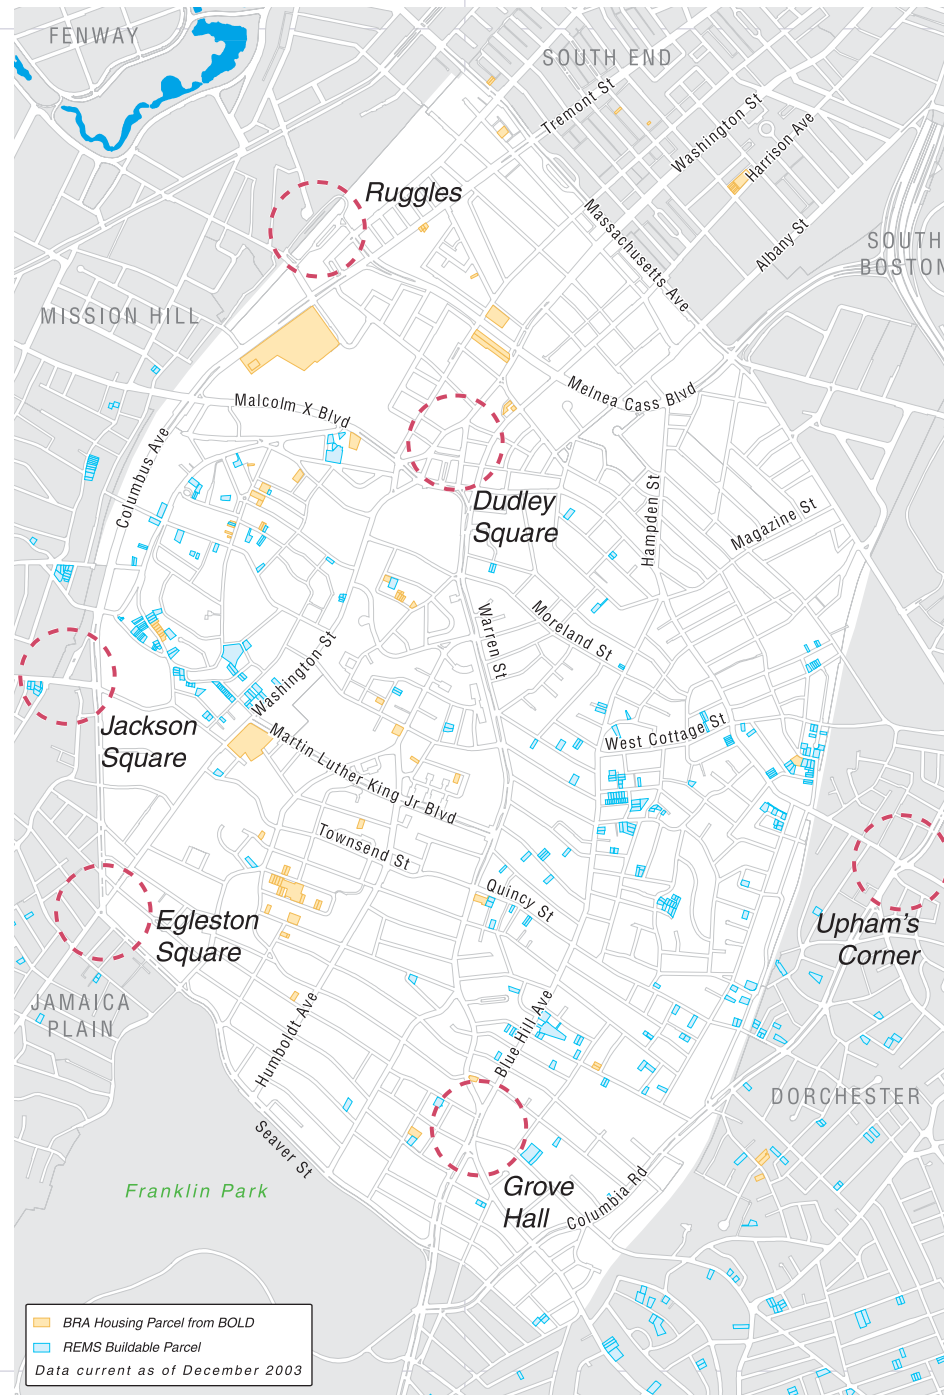 FENWAY
SOUTH END
Tremont St
Washington St
Harrison Ave
Ruggles
Massachusetts Ave
Albany St
SOUTH
BOSTON
MISSION HILL
Malcolm X Blvd
Melnea Cass Blvd
Columbus Ave
Dudley
Square
Hampden St
Magazine St
Warren St
Moreland St
Washington St
Jackson
Square
West Cottage St
Martin Luther King Jr Blvd
Townsend St
Quincy St
Egleston
Square
Upham's
Corner
JAMAICA
PLAIN
Humboldt Ave
Blue Hill Ave
DORCHESTER
Seaver St
Franklin Park
Grove
Hall
Columbia Rd
BRA Housing Parcel from BOLD
REMS Buildable Parcel
Data current as of December 2003